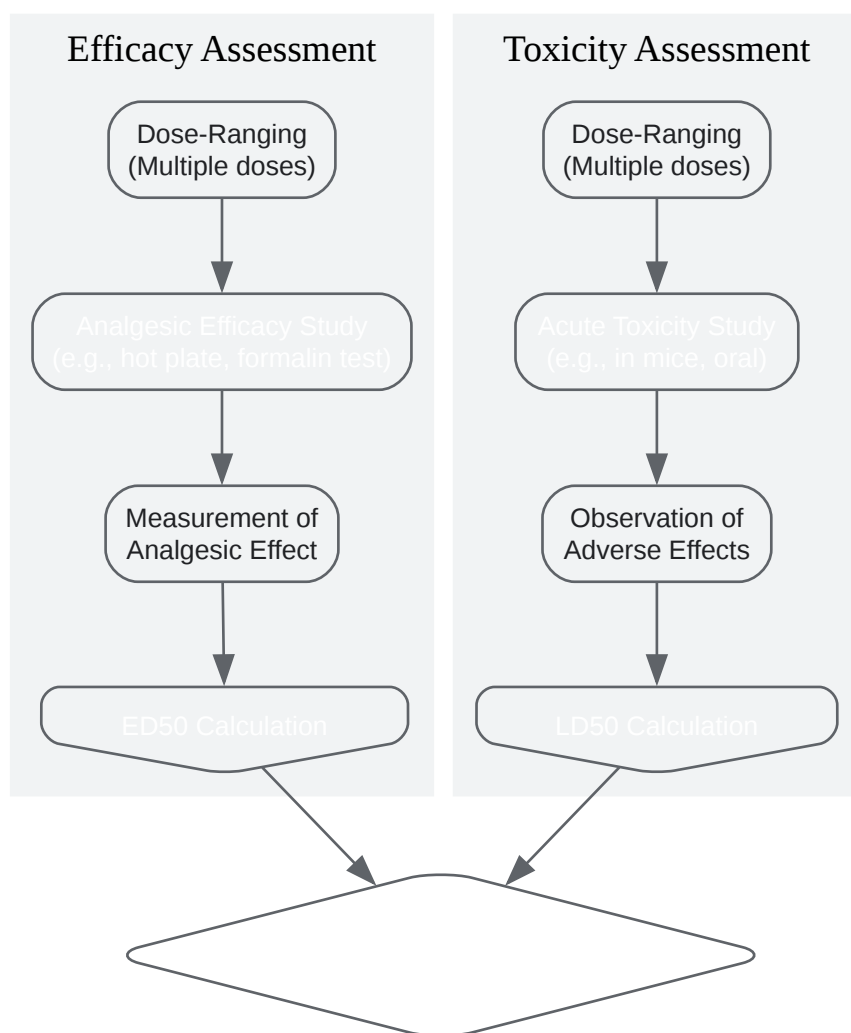 Efficacy Assessment
Dose-Ranging
(Multiple doses)
Analgesic Efficacy Study
(e.g., hot plate, formalin test)
Measurement of
Analgesic Effect
ED50 Calculation
Toxicity Assessment
Dose-Ranging
(Multiple doses)
Acute Toxicity Study
(e.g., in mice, oral)
Observation of
Adverse Effects
LD50 Calculation